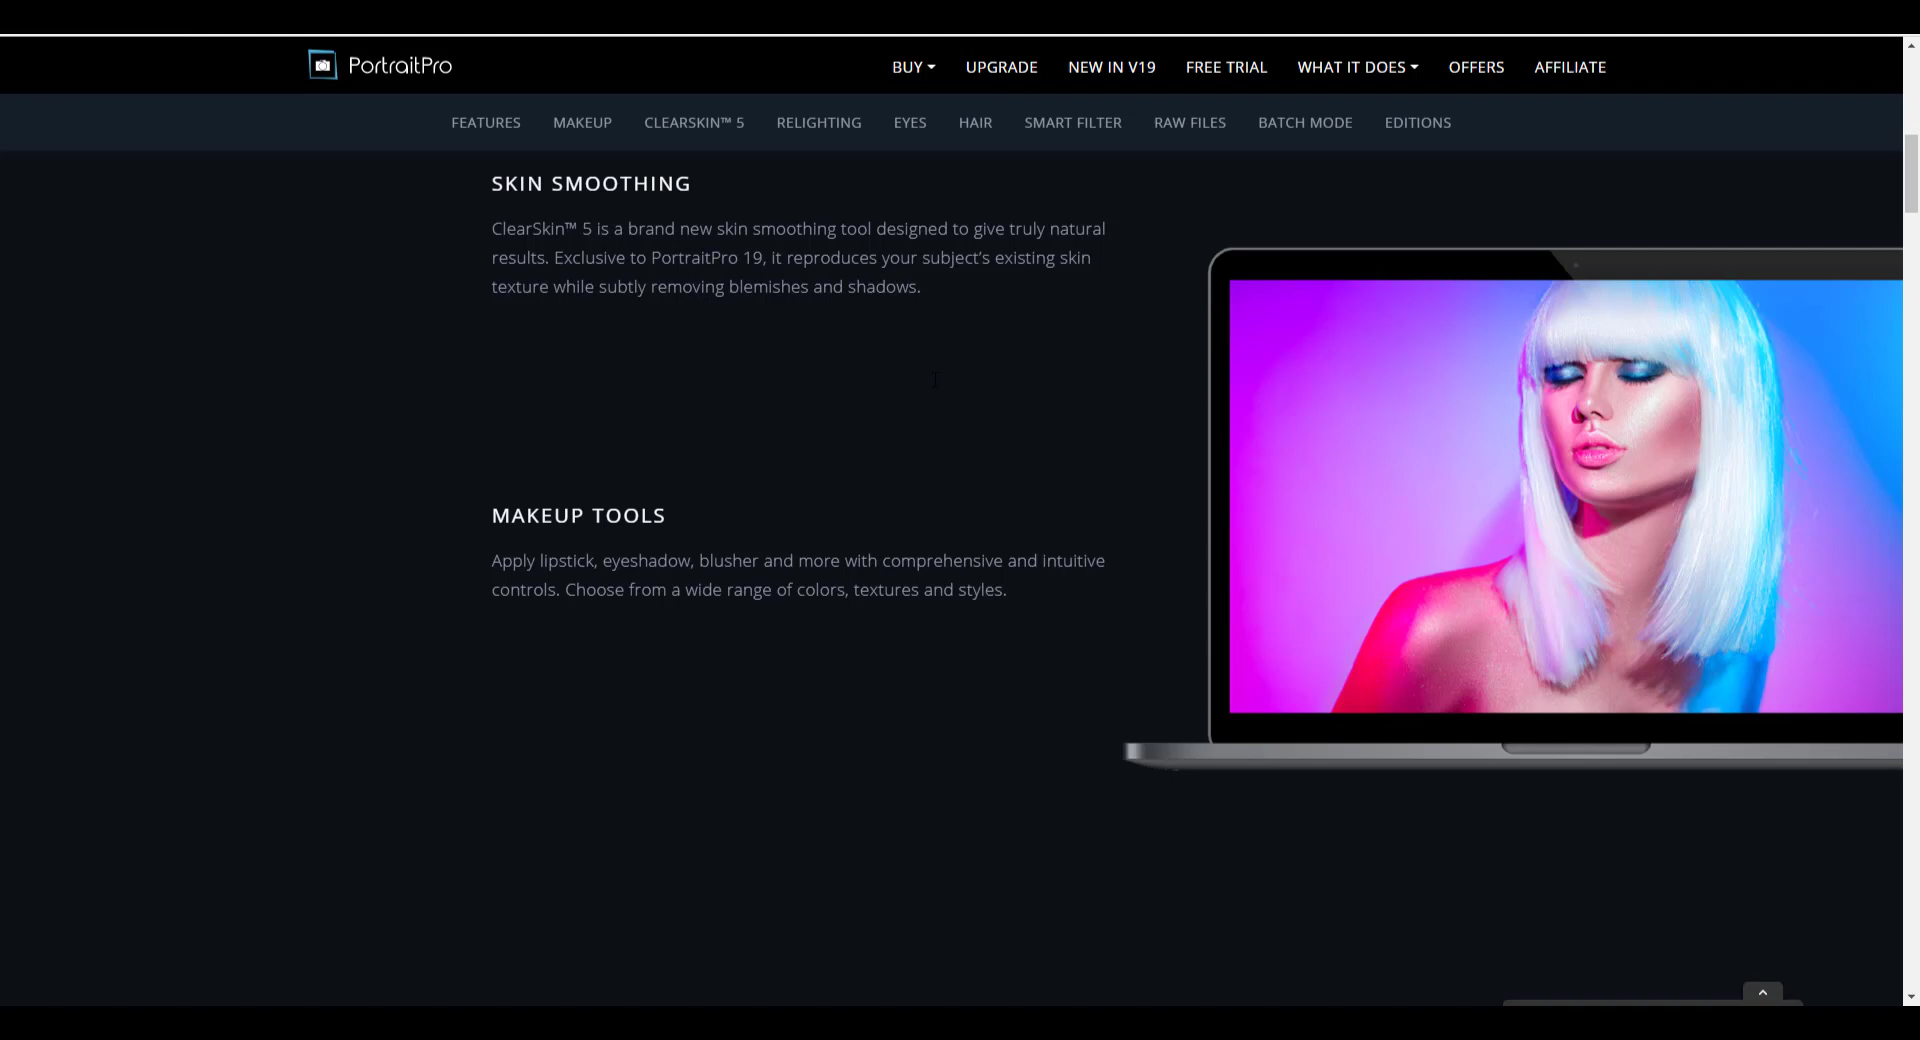 PortraitPro
BUY
UPGRADE
NEW IN V19
FREE TRIAL
WHAT IT DOES
OFFERS
AFFILIATE
FEATURES
MAKEUP
CLEARSKIN™ 5
RELIGHTING
EYES
HAIR
SMART FILTER
RAW FILES
BATCH MODE
EDITIONS
SKIN SMOOTHING
ClearSkin™ 5 is a brand new skin smoothing tool designed to give truly natural
results. Exclusive to PortraitPro 19, it reproduces your subject’s existing skin
texture while subtly removing blemishes and shadows.
MAKEUP TOOLS
Apply lipstick, eyeshadow, blusher and more with comprehensive and intuitive
controls. Choose from a wide range of colors, textures and styles.